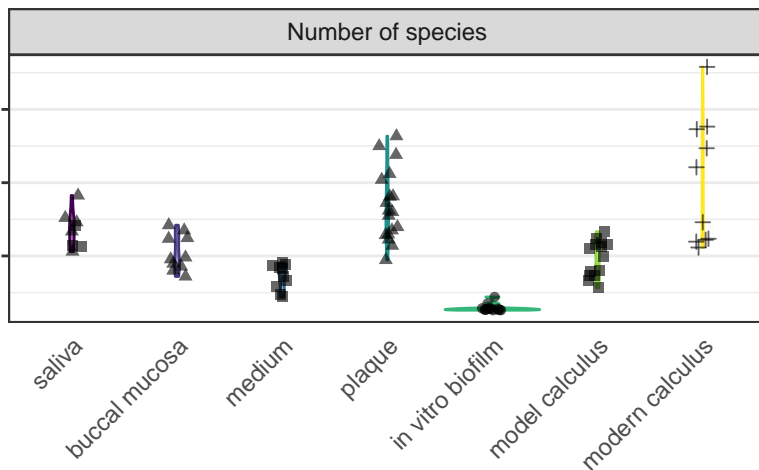 Number of species
saliva
buccal mucosa
medium
plaque
in vitro biofilm
model calculus
modern calculus